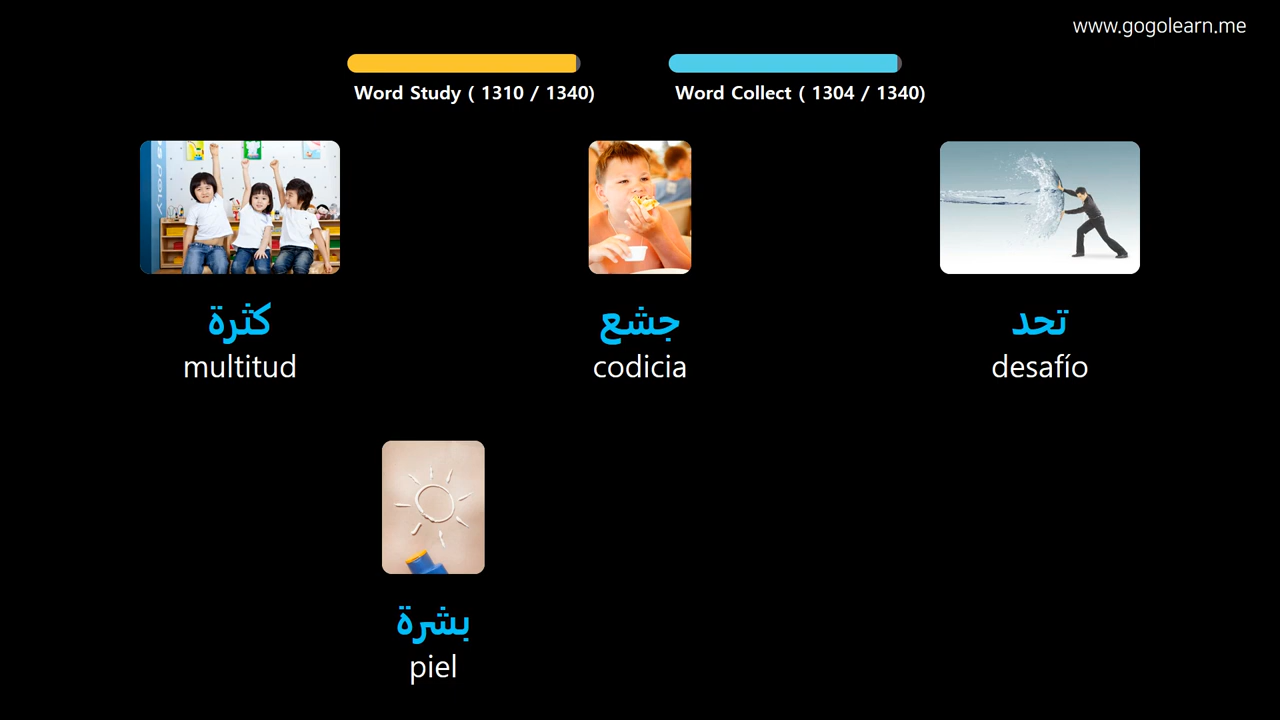 www.gogolearn.me
Word Study ( 1310 / 1340)
Word Collect ( 1304 / 1340)
كثرة
multitud
جشع
codicia
تحد
desafío
بشرة
piel